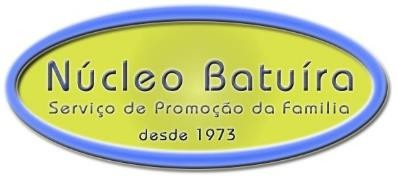 Núcleo Batuíra
Serviço de Promoção da Familia
desde 1973